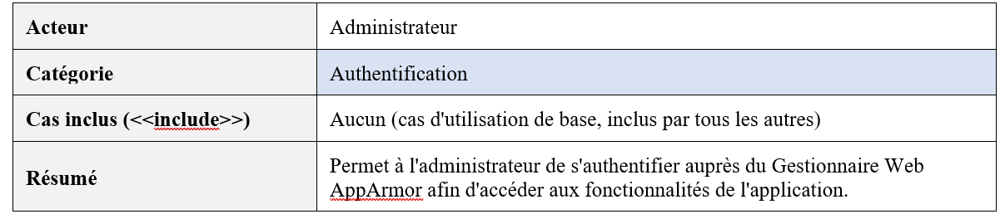 Acteur
Administrateur
Catégorie
Authentification
Cas inclus (<<include>>)
Aucun (cas d'utilisation de base, inclus par tous les autres)
Résumé
Permet à l'administrateur de s'authentifier auprès du Gestionnaire Web
AppArmor afin d'accéder aux fonctionnalités de l'application.